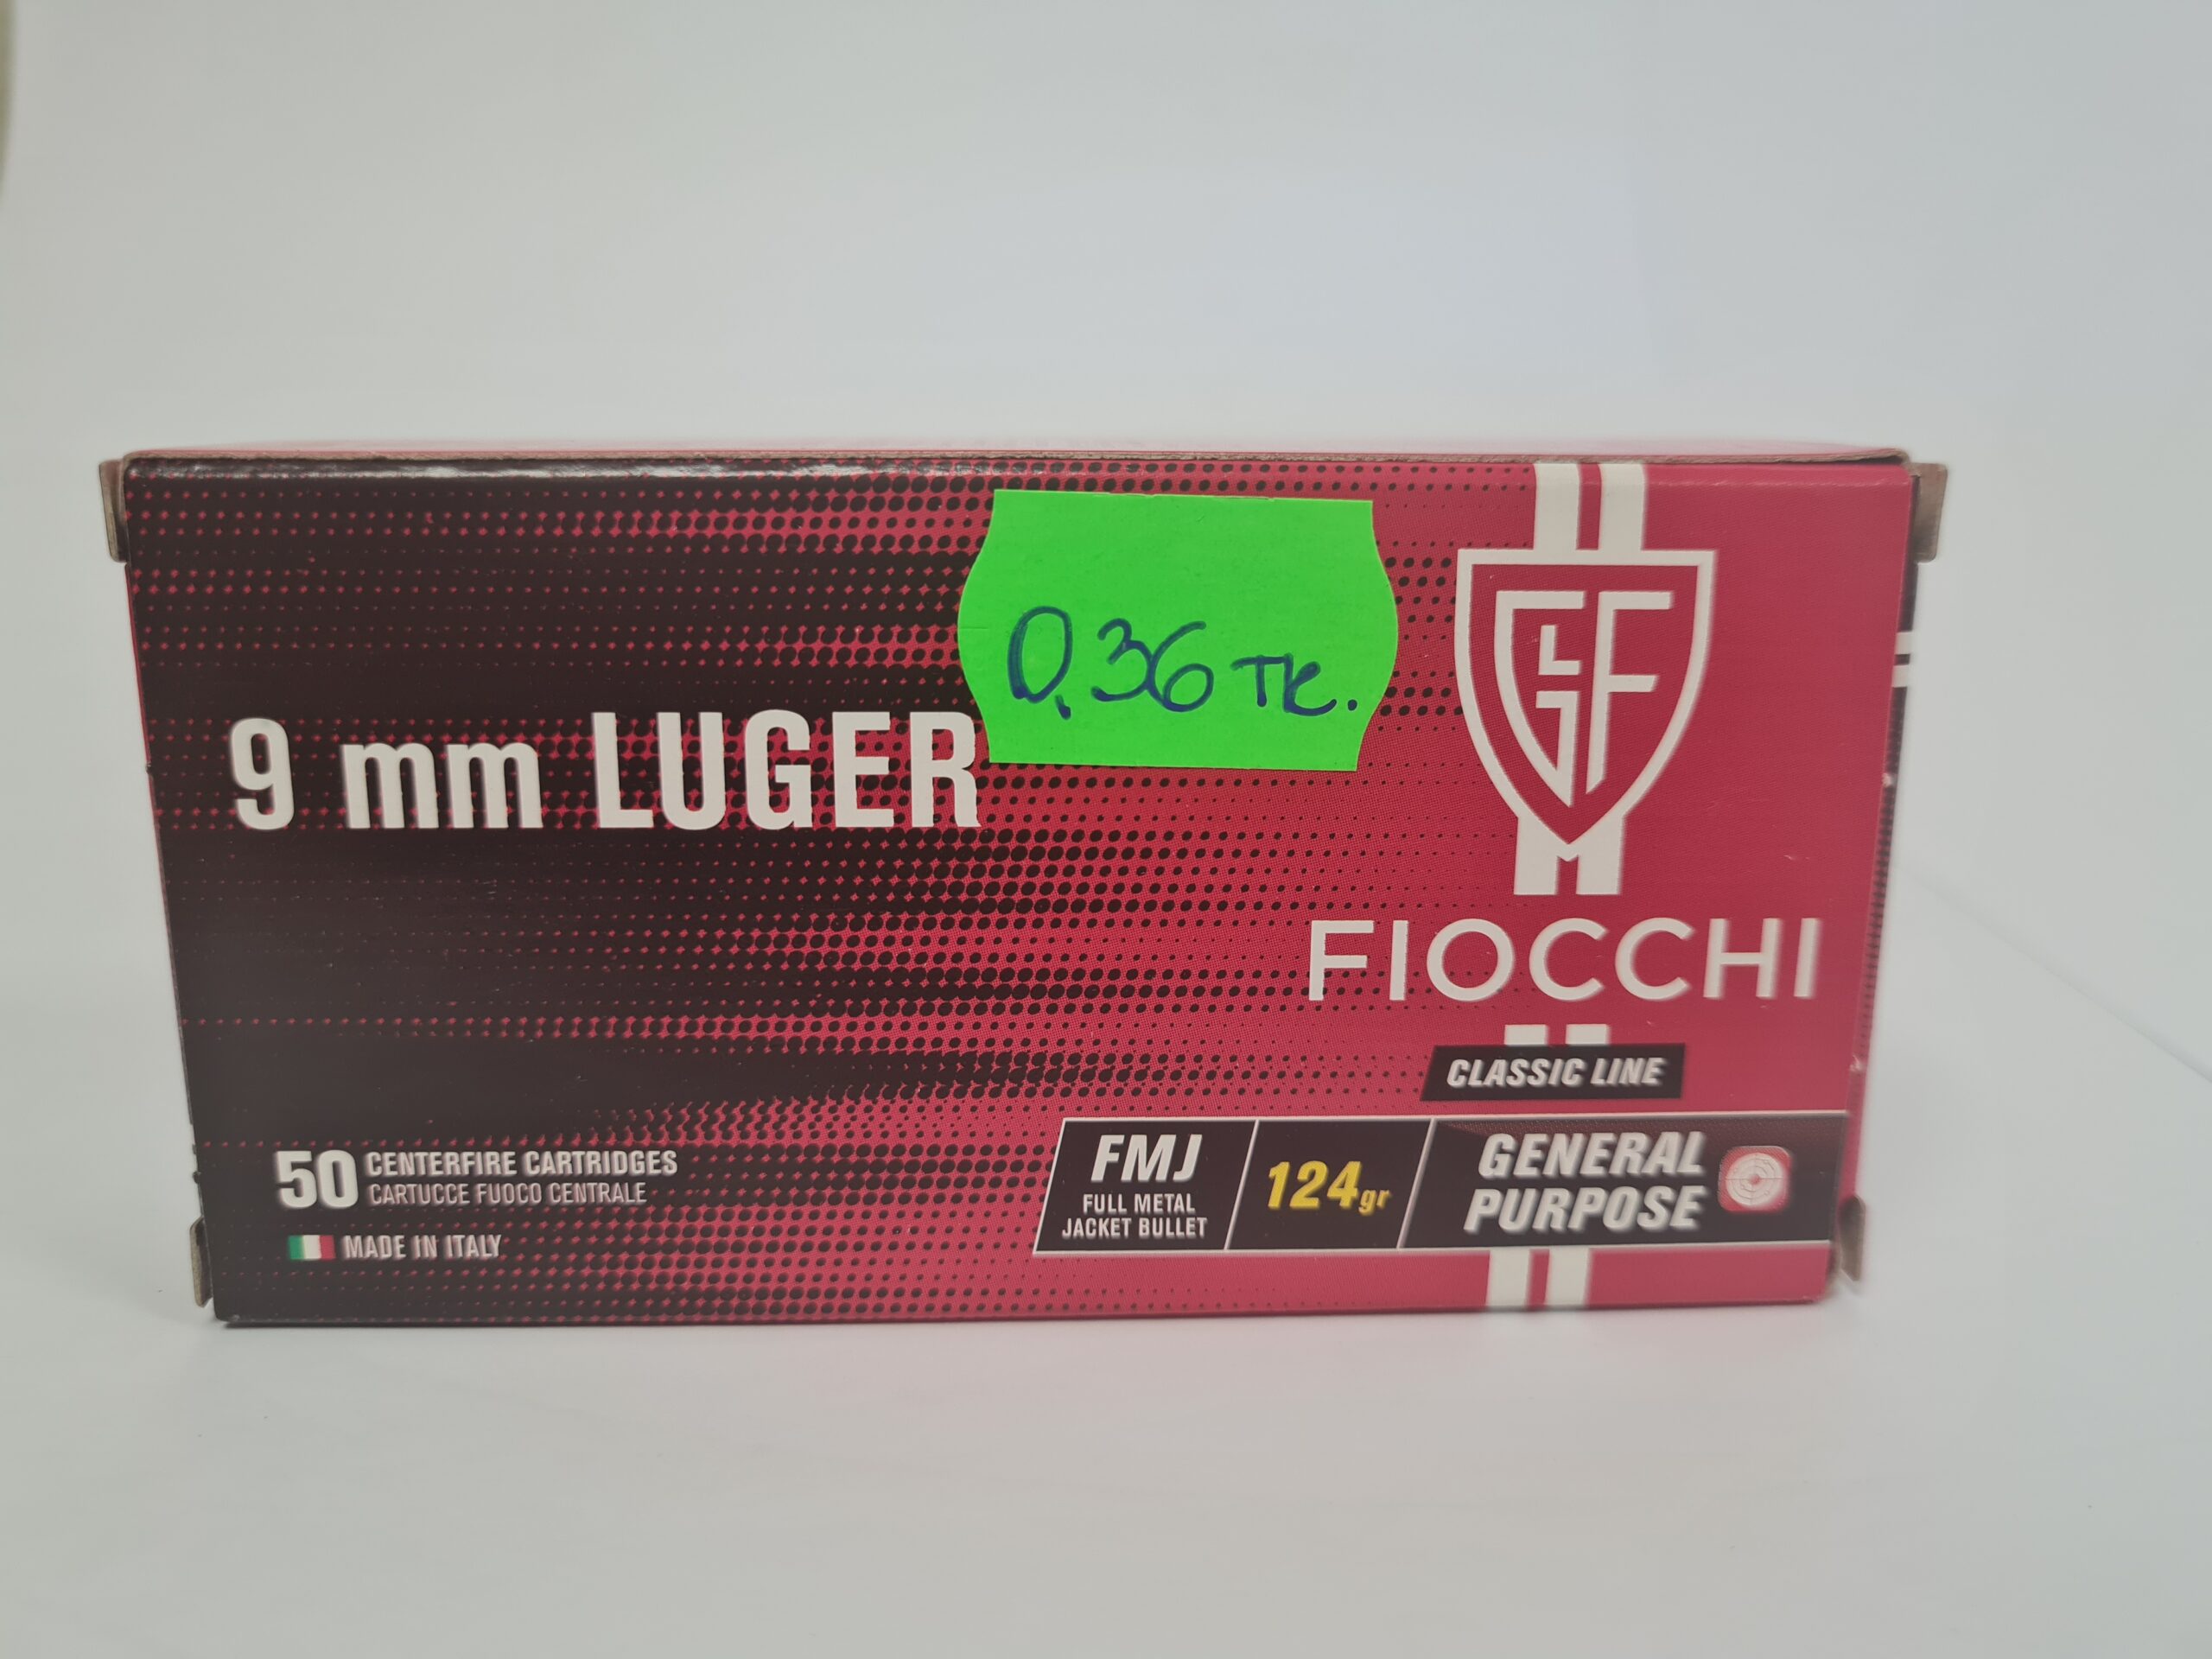 0,36 тк.
9 mm LUGER
GLF
M
FIOCCHI
CLASSIC LINE
50 CENTERFIRE CARTRIDGES
CARTUCCE FUOCO CENTRALE
MADE IN ITALY
FMJ
FULL METAL
JACKET BULLET
124gr
GENERAL
PURPOSE